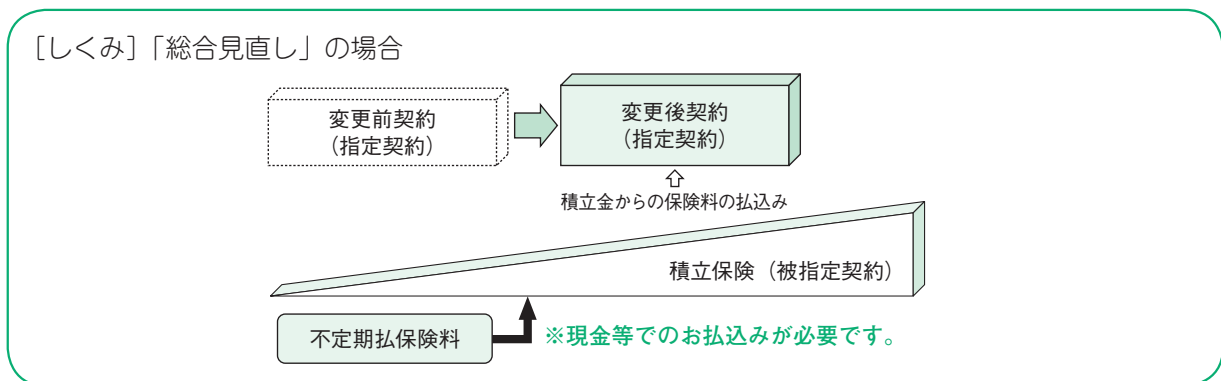 ［しくみ］「総合見直し」の場合
変更前契約
（指定契約）
変更後契約
（指定契約）
積立金からの保険料の払込み
積立保険（被指定契約）
不定期払保険料
※現金等でのお払込みが必要です。